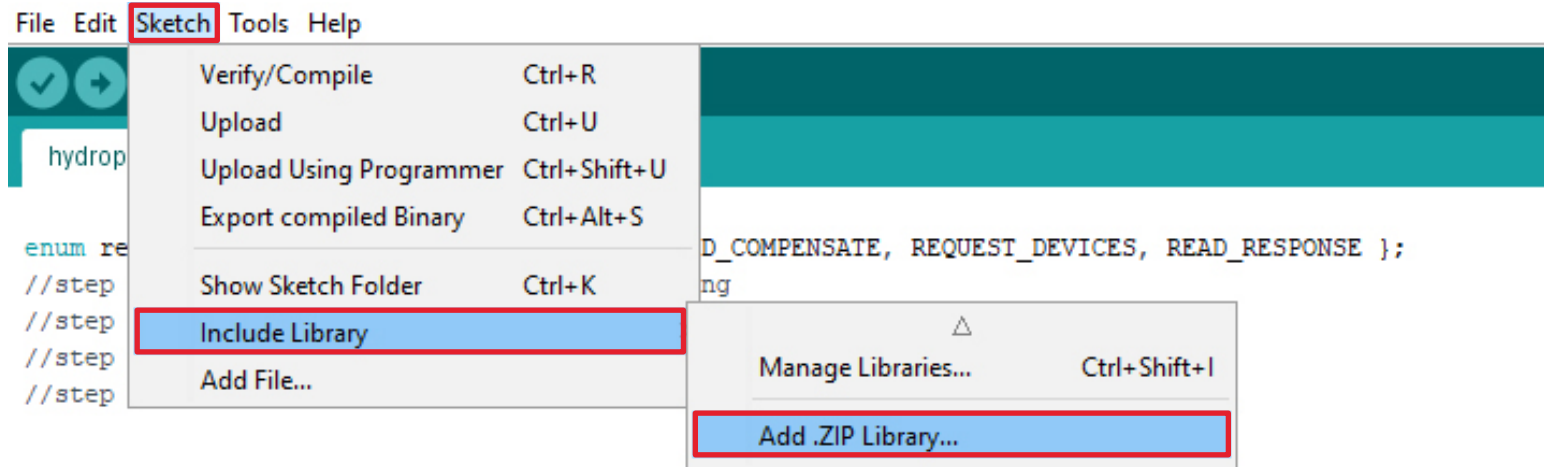 File Edit Sketch Tools Help
Verify/Compile Ctrl+R
Upload Ctrl+U
hydrop
Upload Using Programmer Ctrl+Shift+U
Export compiled Binary Ctrl+Alt+S
enum re D_COMPENSATE, REQUEST_DEVICES, READ_RESPONSE };
//step Show Sketch Folder Ctrl+K ng
//step Include Library △
//step Manage Libraries... Ctrl+Shift+I
//step Add File...
Add .ZIP Library...